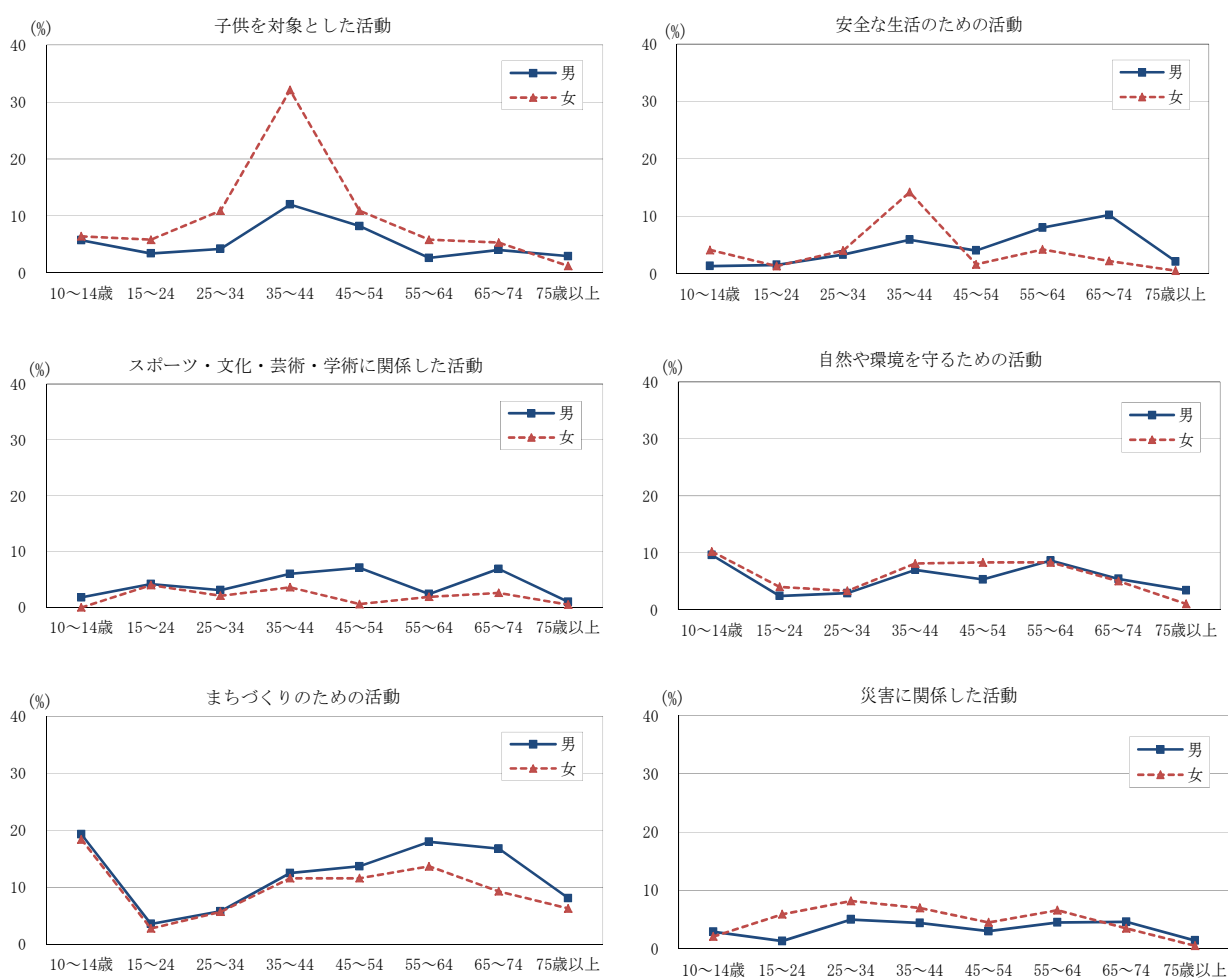 子供を対象とした活動
(%)
40
30
20
10
0
男
女
10～14歳 15～24 25～34 35～44 45～54 55～64 65～74 75歳以上
安全な生活のための活動
(%)
40
30
20
10
0
男
女
10～14歳 15～24 25～34 35～44 45～54 55～64 65～74 75歳以上
スポーツ・文化・芸術・学術に関係した活動
(%)
40
30
20
10
0
男
女
10～14歳 15～24 25～34 35～44 45～54 55～64 65～74 75歳以上
自然や環境を守るための活動
(%)
40
30
20
10
0
男
女
10～14歳 15～24 25～34 35～44 45～54 55～64 65～74 75歳以上
まちづくりのための活動
(%)
40
30
20
10
0
男
女
10～14歳 15～24 25～34 35～44 45～54 55～64 65～74 75歳以上
災害に関係した活動
(%)
40
30
20
10
0
男
女
10～14歳 15～24 25～34 35～44 45～54 55～64 65～74 75歳以上